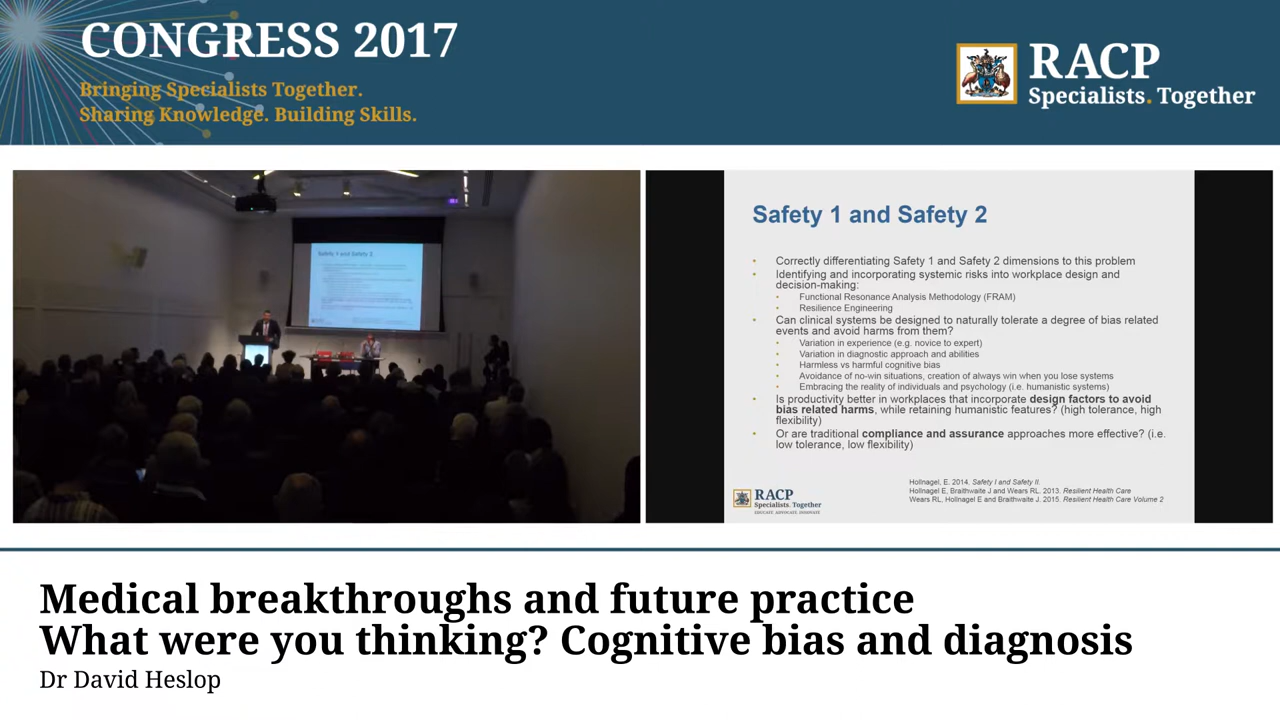 CONGRESS 2017
Bringing Specialists Together.
Sharing Knowledge. Building Skills.
RACP
Specialists. Together
Safety 1 and Safety 2
Safety 1 and Safety 2
• Correctly differentiating Safety 1 and Safety 2 dimensions to this problem
• Identifying and incorporating systemic risks into workplace design and
decision-making:
• Functional Resonance Analysis Methodology (FRAM)
• Resilience Engineering
• Can clinical systems be designed to naturally tolerate a degree of bias related
events and avoid harms from them?
• Variation in experience (e.g. novice to expert)
• Variation in diagnostic approach and abilities
• Harmless vs harmful cognitive bias
• Avoidance of no-win situations, creation of always win when you lose systems
• Embracing the reality of individuals and psychology (i.e. humanistic systems)
• Is productivity better in workplaces that incorporate design factors to avoid
bias related harms, while retaining humanistic features? (high tolerance, high
flexibility)
• Or are traditional compliance and assurance approaches more effective? (i.e.
low tolerance, low flexibility)
Hollnagel, E. 2014. Safety I and Safety II.
Hollnagel E, Braithwaite J and Wears RL. 2013. Resilient Health Care
Wears RL, Hollnagel E and Braithwaite J. 2015. Resilient Health Care Volume 2
RACP
Specialists. Together
EDUCATE. ADVOCATE. INNOVATE
Medical breakthroughs and future practice
What were you thinking? Cognitive bias and diagnosis
Dr David Heslop